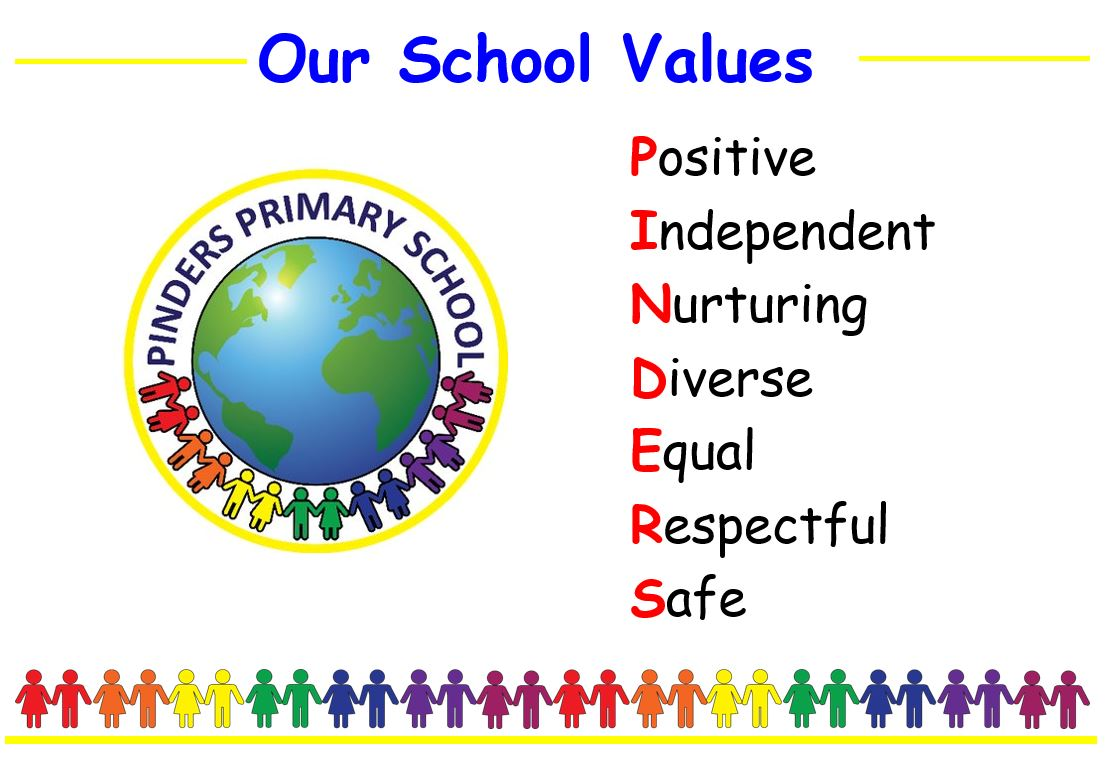 Our School Values
PINDERS PRIMARY SCHOOL
Positive
Independent
Nurturing
Diverse
Equal
Respectful
Safe